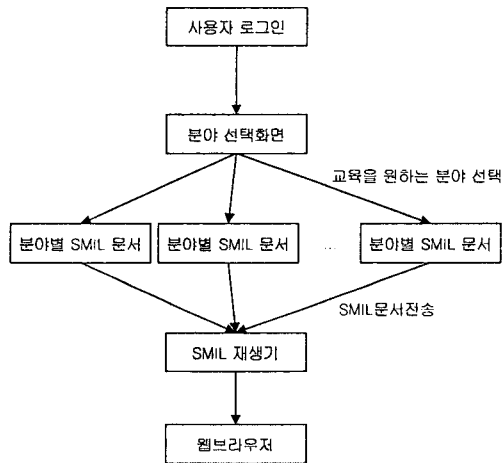 사용자 로그인
분야 선택화면
교육을 원하는 분야 선택
분야별 SMIL 문서
분야별 SMIL 문서
...
분야별 SMIL 문서
SMIL문서전송
SMIL 재생기
웹브라우저